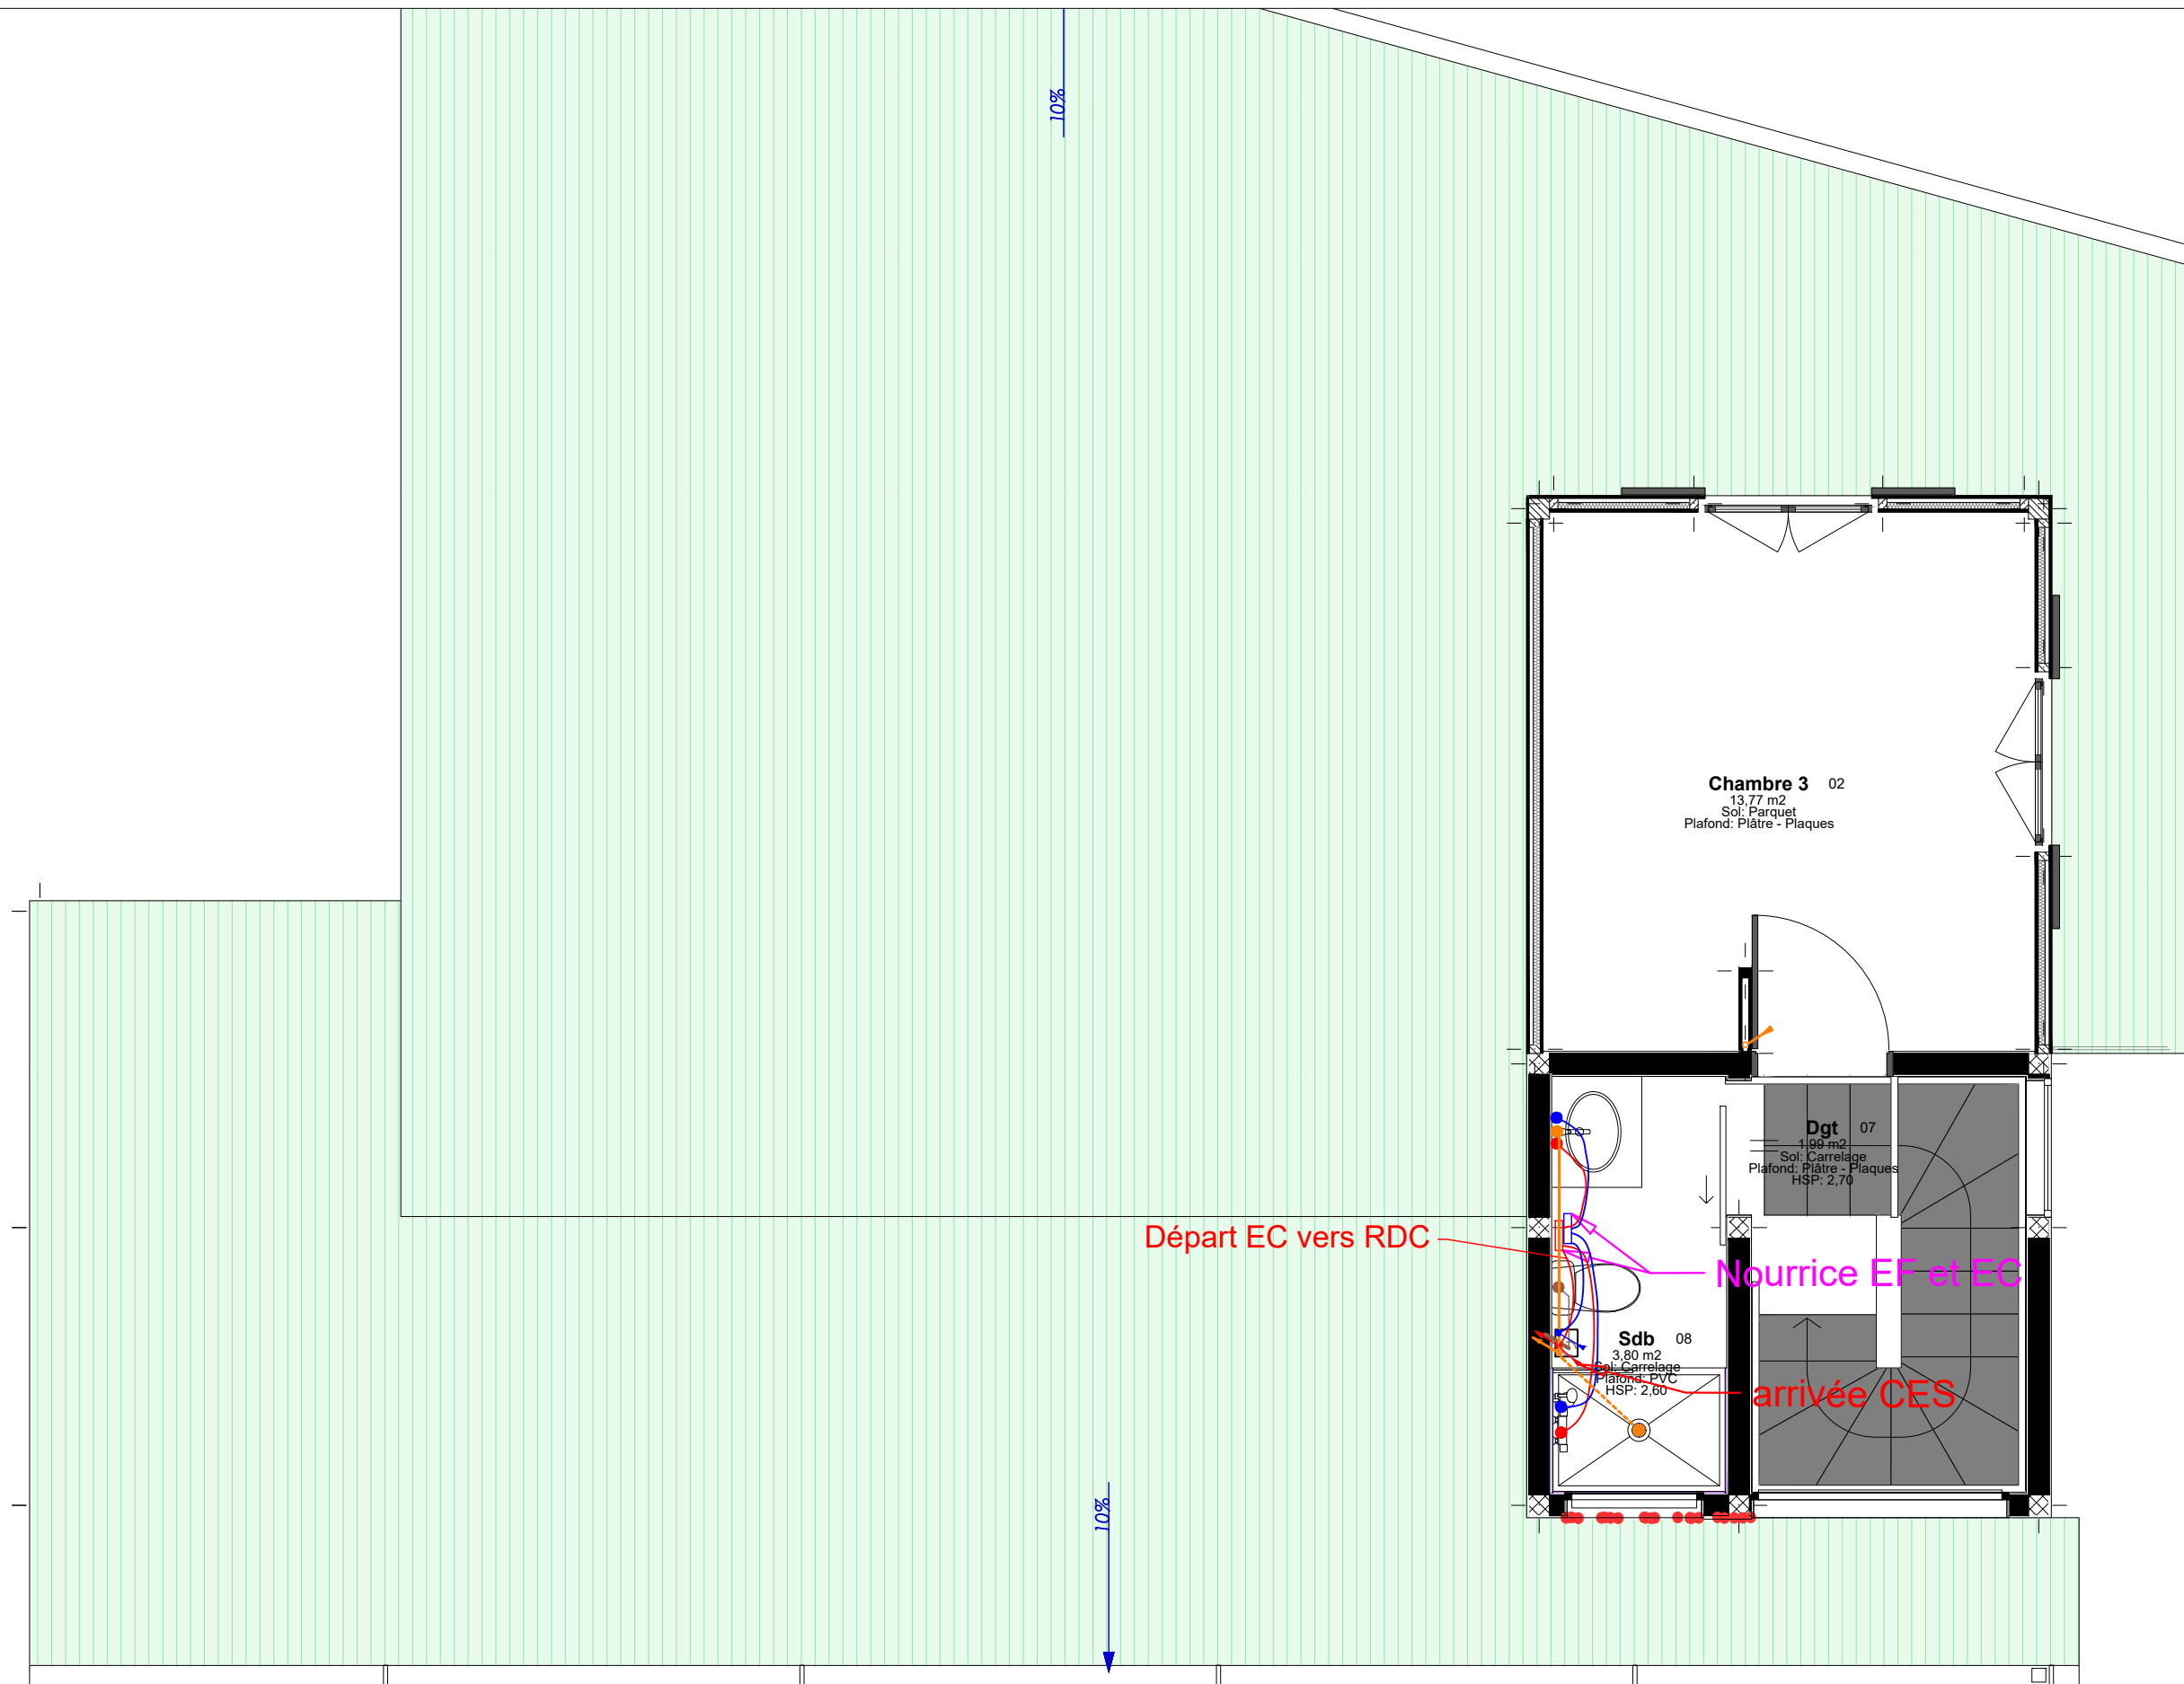 10%
Chambre 3 02
13,77 m2
Sol: Parquet
Plafond: Plâtre - Plaques
Dgt 07
1,99 m2
Sol: Carrelage
Plafond: Plâtre - Plaques
HSP: 2,70
Départ EC vers RDC
Nourrice EF et EC
Sdb 08
3,80 m2
Sol: Carrelage
Plafond: PVC
HSP: 2,60
arrivée CES
10%